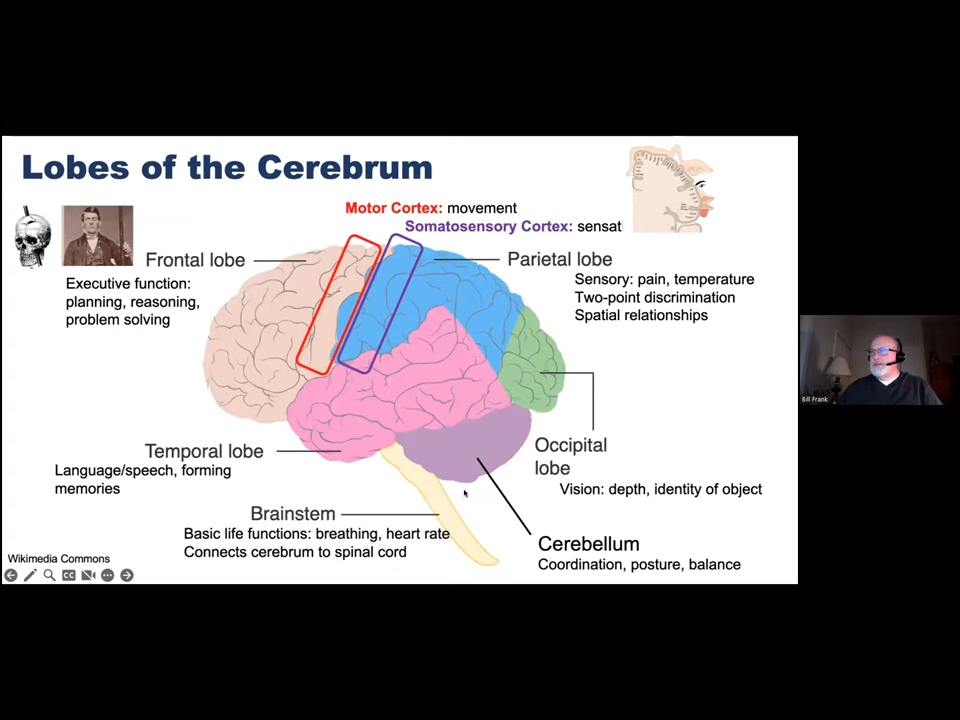 Lobes of the Cerebrum
Motor Cortex: movement
Somatosensory Cortex: sensat
Frontal lobe
Executive function:
planning, reasoning,
problem solving
Parietal lobe
Sensory: pain, temperature
Two-point discrimination
Spatial relationships
Bill Frank
Temporal lobe
Language/speech, forming
memories
Occipital
lobe
Vision: depth, identity of object
Brainstem
Basic life functions: breathing, heart rate
Connects cerebrum to spinal cord
Cerebellum
Coordination, posture, balance
Wikimedia Commons
CC